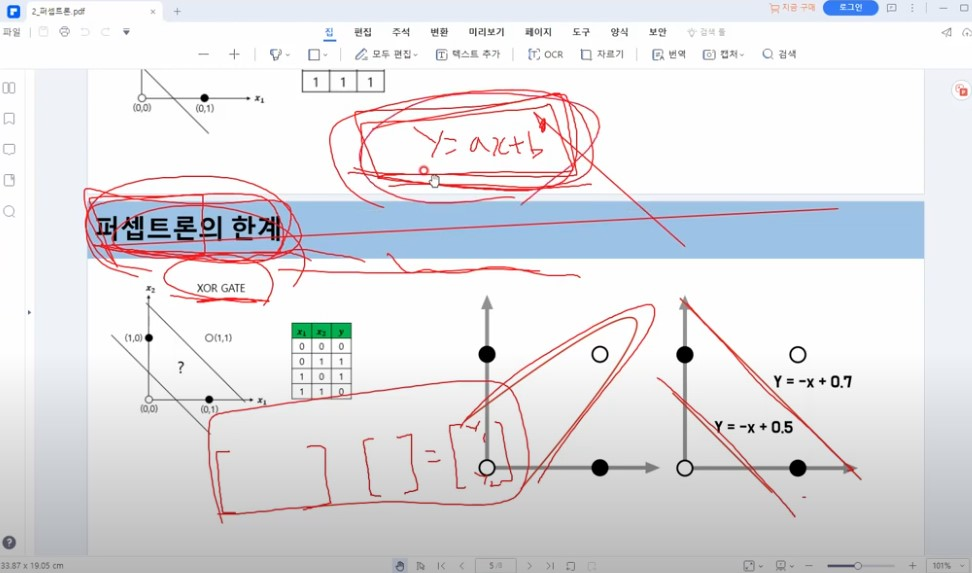 2_퍼셉트론.pdf
지금 구매
로그인
파일
집 편집 주석 변환 미리보기 페이지 도구 양식 보안 검색 툴
모두 편집 텍스트 추가 OCR 자르기 번역 캡처 검색
(0,0) (0,1) x₁
1 1 1
Y = ax+b
퍼셉트론의 한계
XOR GATE
x₂
(1,0) (1,1)
?
(0,0) (0,1) x₁
x₁ x₂ y
0 0 0
0 1 1
1 0 1
1 1 0
Y = -x + 0.7
Y = -x + 0.5
=
33.87 x 19.05 cm
5
101%